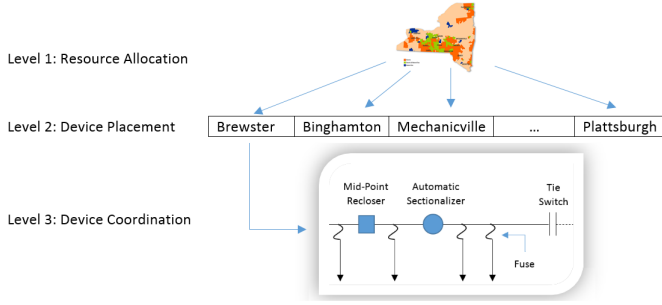 Level 1: Resource Allocation
Level 2: Device Placement
Brewster
Binghamton
Mechanicville
...
Plattsburgh
Level 3: Device Coordination
Mid-Point
Recloser
Automatic
Sectionalizer
Tie
Switch
Fuse